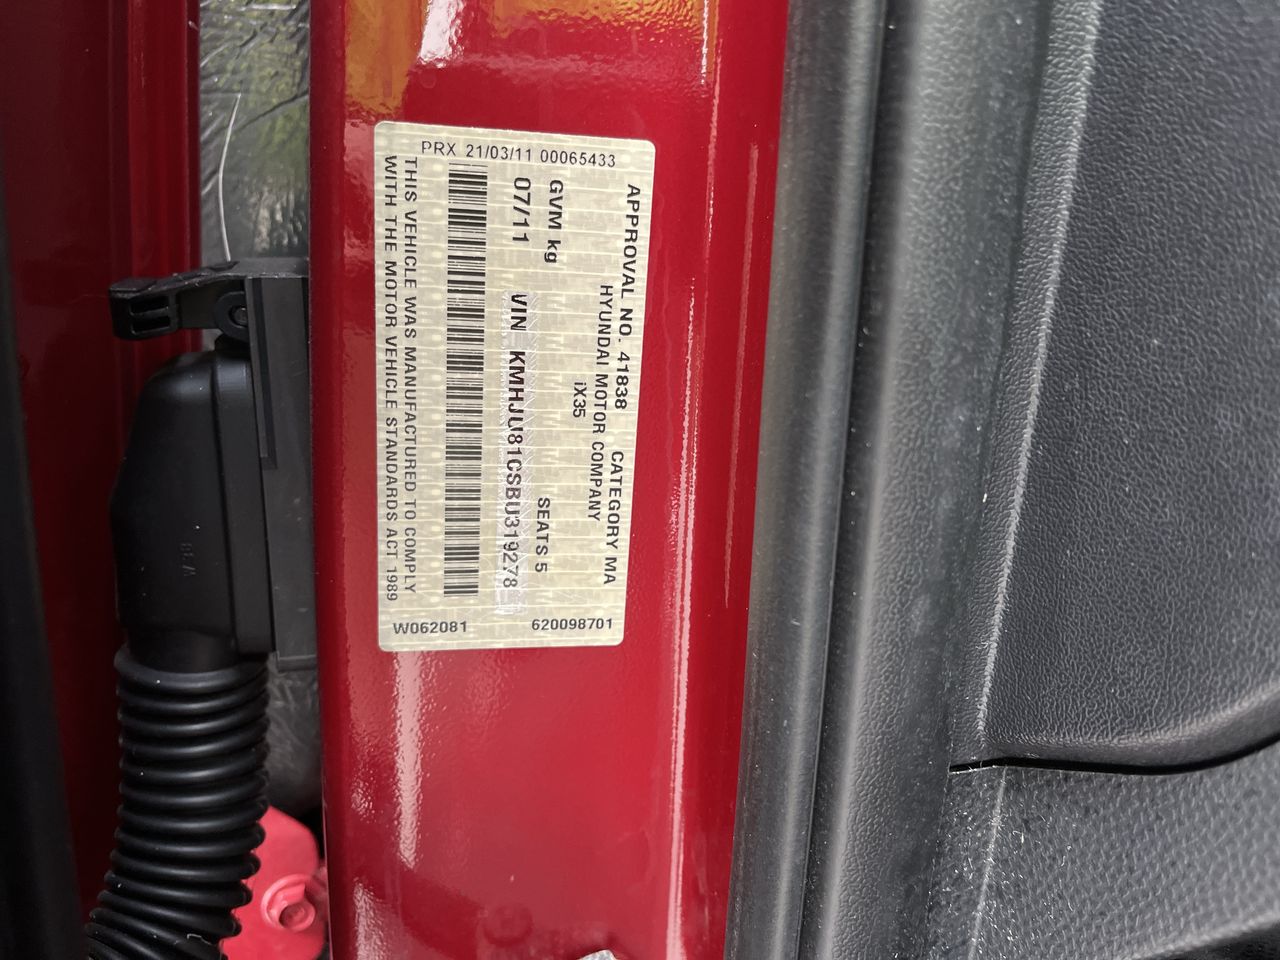 PRX 21/03/11 00065433
APPROVAL NO. 41838 CATEGORY MA
HYUNDAI MOTOR COMPANY
iX35
GVM kg SEATS 5
07/11 VIN KMHJU81CSBU319278
THIS VEHICLE WAS MANUFACTURED TO COMPLY
WITH THE MOTOR VEHICLE STANDARDS ACT 1989
W062081 620098701